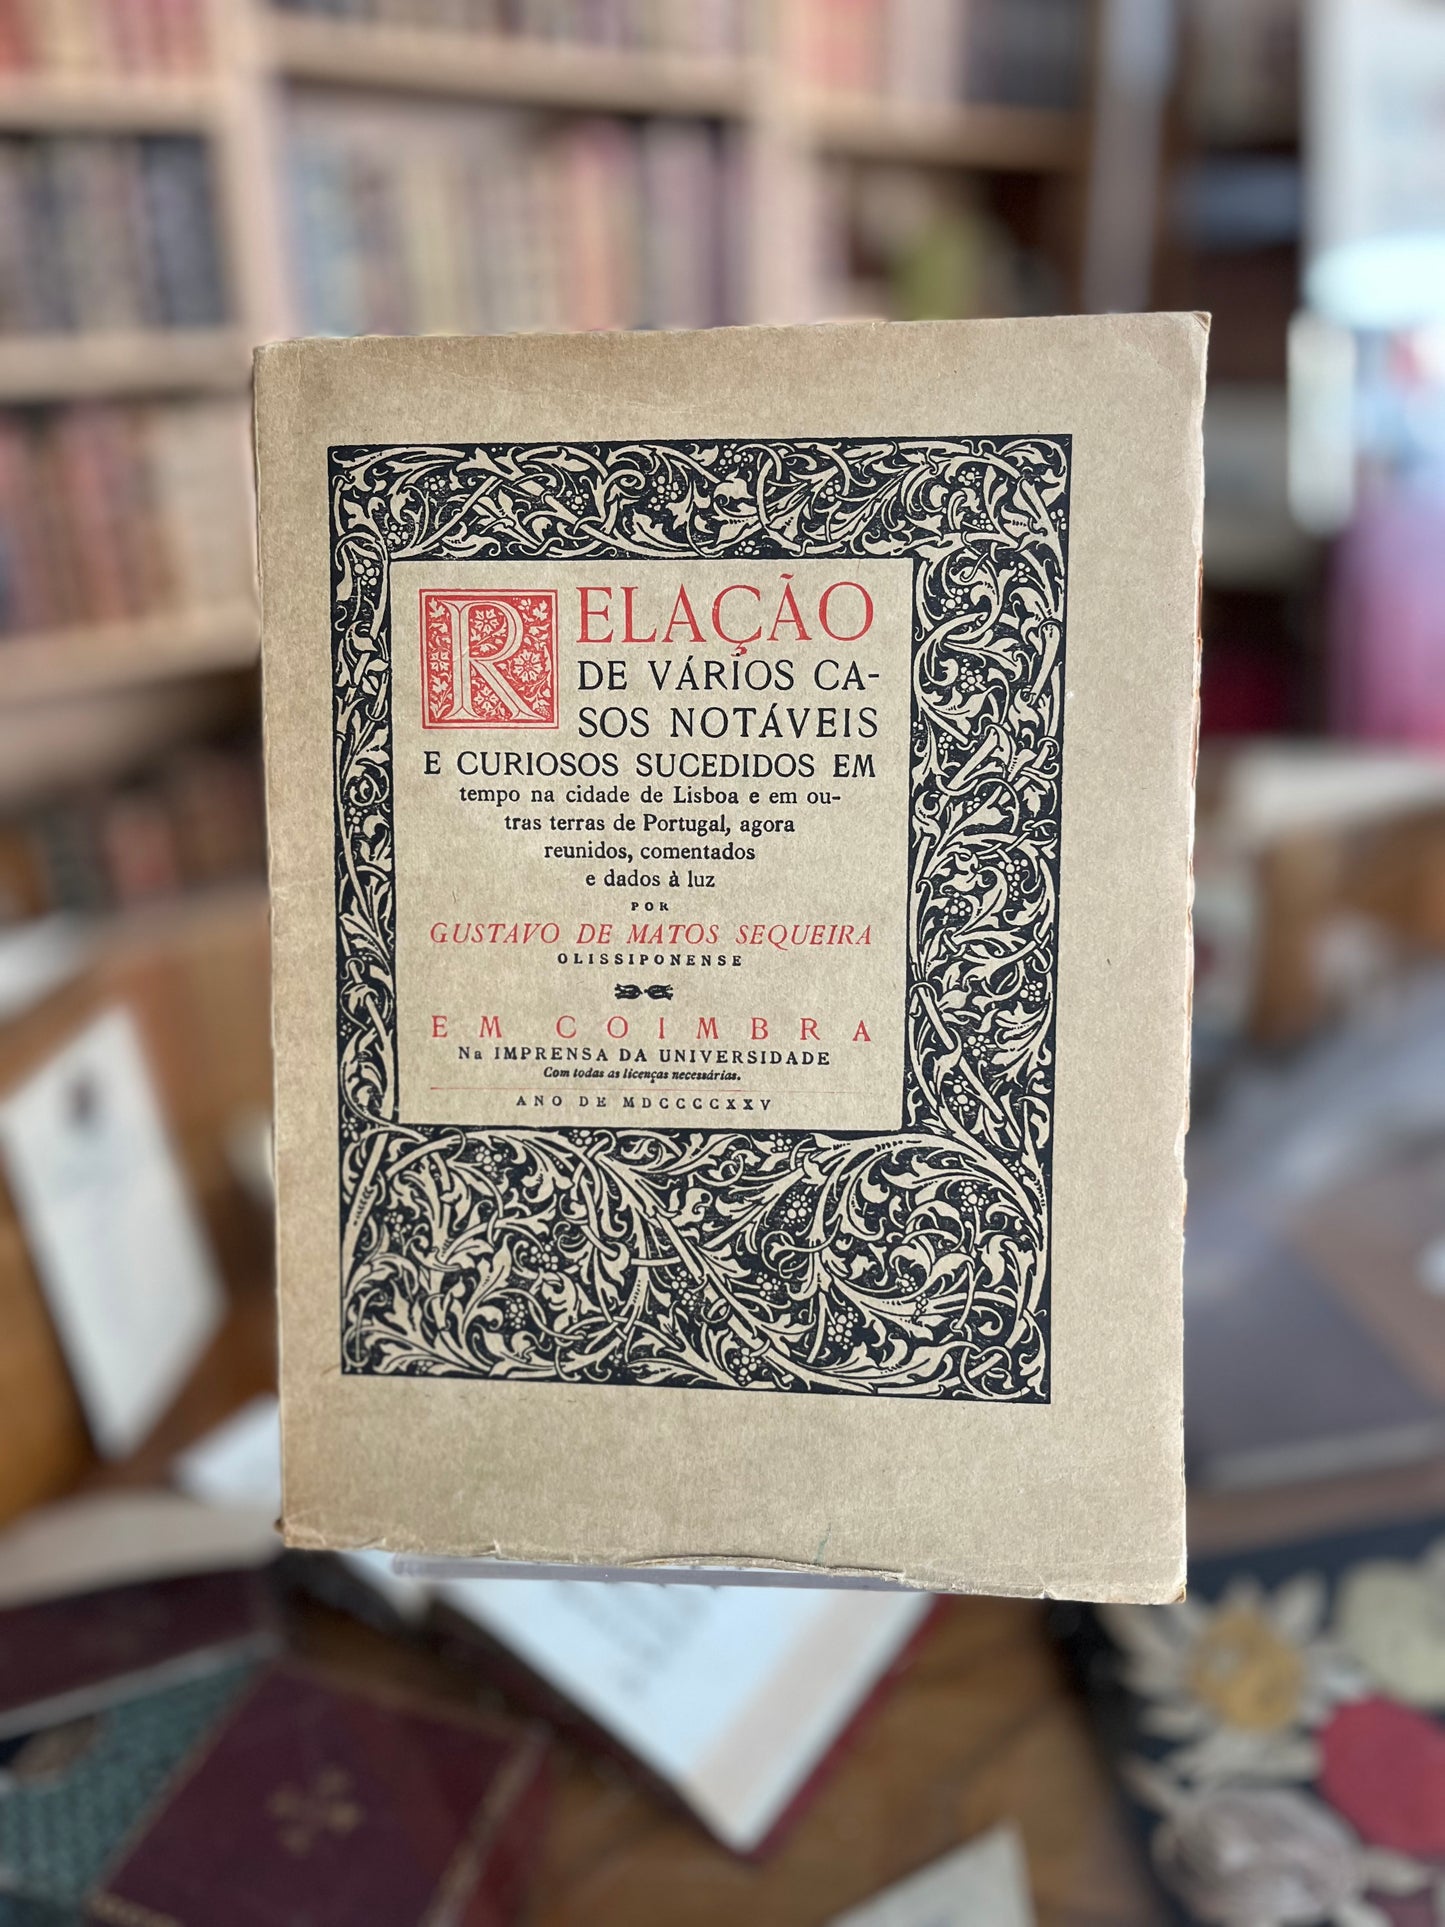 RELAÇÃO
DE VÁRIOS CA-
SOS NOTÁVEIS
E CURIOSOS SUCEDIDOS EM
tempo na cidade de Lisboa e em ou-
tras terras de Portugal, agora
reunidos, comentados
e dados à luz
POR
GUSTAVO DE MATOS SEQUEIRA
OLISSIPONENSE
EM COIMBRA
Na IMPRENSA DA UNIVERSIDADE
Com todas as licenças necessárias.
ANO DE MDCCCCXXV